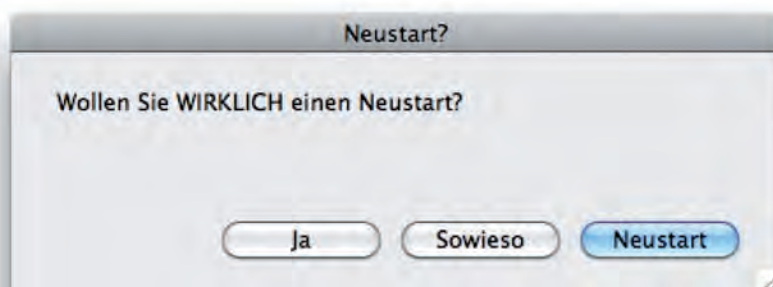 Neustart?
Wollen Sie WIRKLICH einen Neustart?
Ja Sowieso Neustart